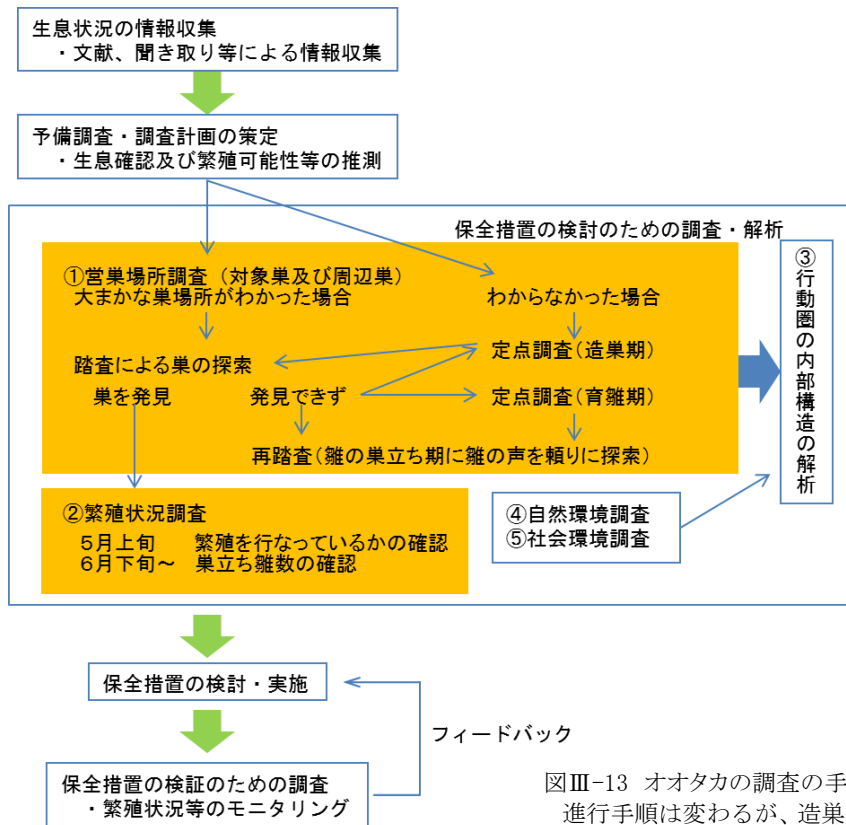 生息状況の情報収集
・文献、聞き取り等による情報収集
予備調査・調査計画の策定
・生息確認及び繁殖可能性等の推測
保全措置の検討のための調査・解析
①営巣場所調査（対象巣及び周辺巣）
大まかな巣場所がわかった場合
わからなかった場合
踏査による巣の探索
定点調査(造巣期)
巣を発見
発見できず
定点調査(育雛期)
再踏査(雛の巣立ち期に雛の声を頼りに探索)
③行動圏の内部構造の解析
②繁殖状況調査
５月上旬　　繁殖を行なっているかの確認
６月下旬～　巣立ち雛数の確認
④自然環境調査
⑤社会環境調査
保全措置の検討・実施
フィードバック
保全措置の検証のための調査
・繁殖状況等のモニタリング
図Ⅲ-13 オオタカの調査の手
進行手順は変わるが、造巣